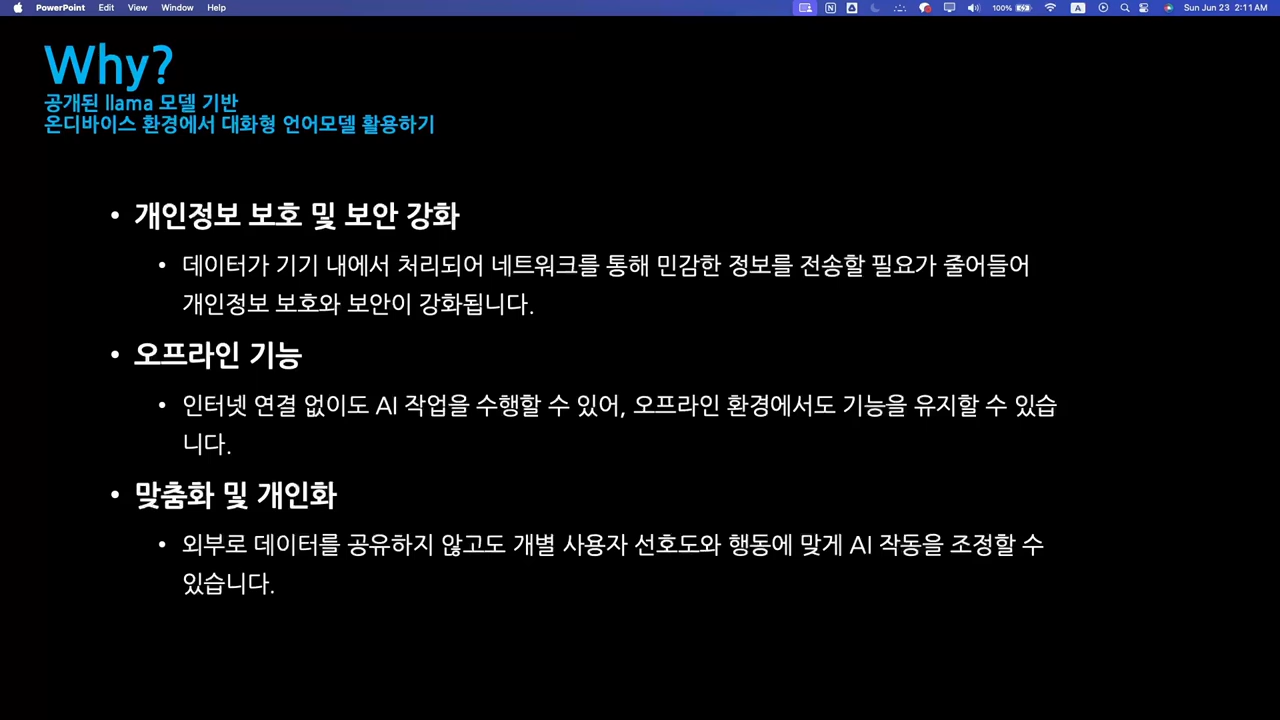 PowerPoint Edit View Window Help 100% A Sun Jun 23 2:11 AM
Why?
공개된 llama 모델 기반
온디바이스 환경에서 대화형 언어모델 활용하기
• 개인정보 보호 및 보안 강화
• 데이터가 기기 내에서 처리되어 네트워크를 통해 민감한 정보를 전송할 필요가 줄어들어
개인정보 보호와 보안이 강화됩니다.
• 오프라인 기능
• 인터넷 연결 없이도 AI 작업을 수행할 수 있어, 오프라인 환경에서도 기능을 유지할 수 있습
니다.
• 맞춤화 및 개인화
• 외부로 데이터를 공유하지 않고도 개별 사용자 선호도와 행동에 맞게 AI 작동을 조정할 수
있습니다.